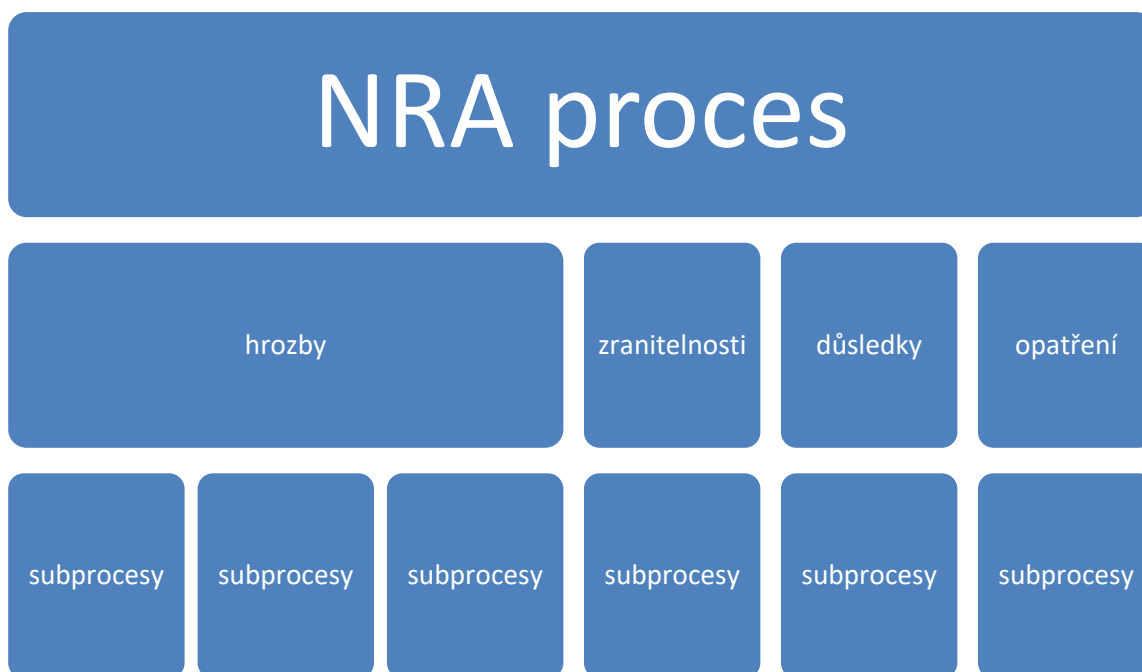 NRA proces
hrozby
zranitelnosti
důsledky
opatření
subprocesy
subprocesy
subprocesy
subprocesy
subprocesy
subprocesy